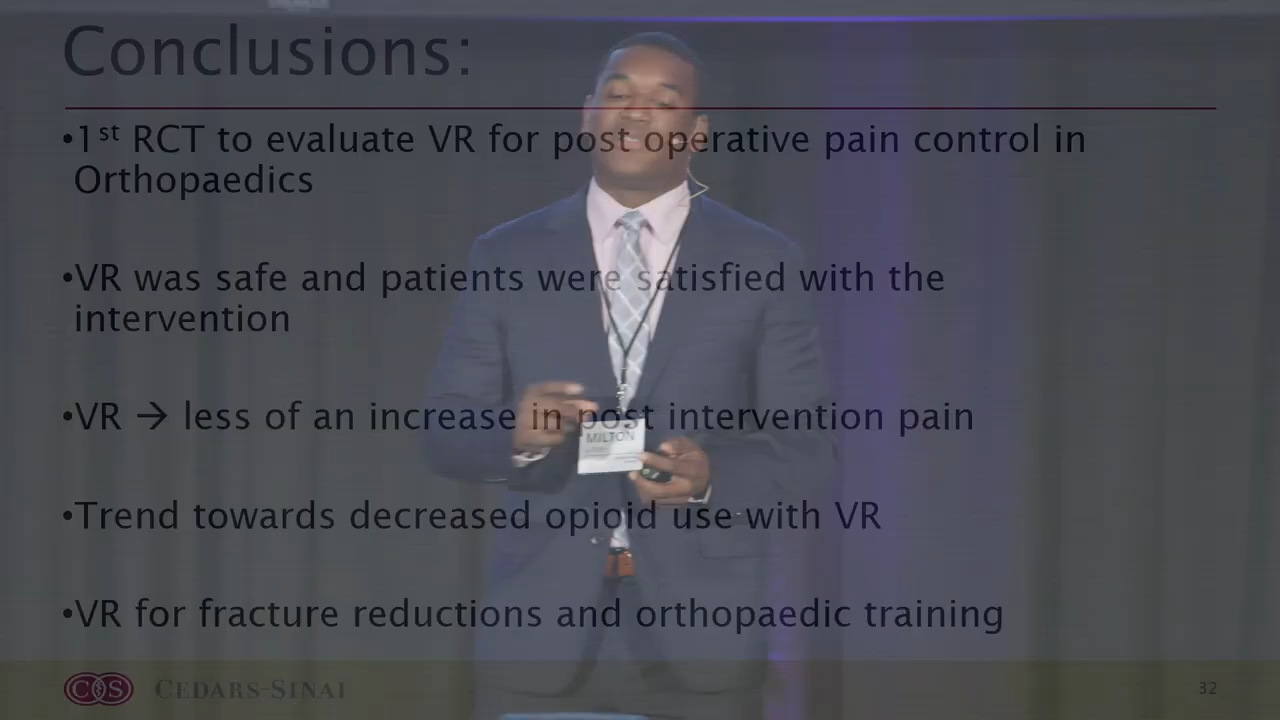 Conclusions:
•1st RCT to evaluate VR for post operative pain control in
Orthopaedics
•VR was safe and patients were satisfied with the
intervention
•VR → less of an increase in post intervention pain
MILTON
•Trend towards decreased opioid use with VR
•VR for fracture reductions and orthopaedic training
CEDARS-SINAI
32